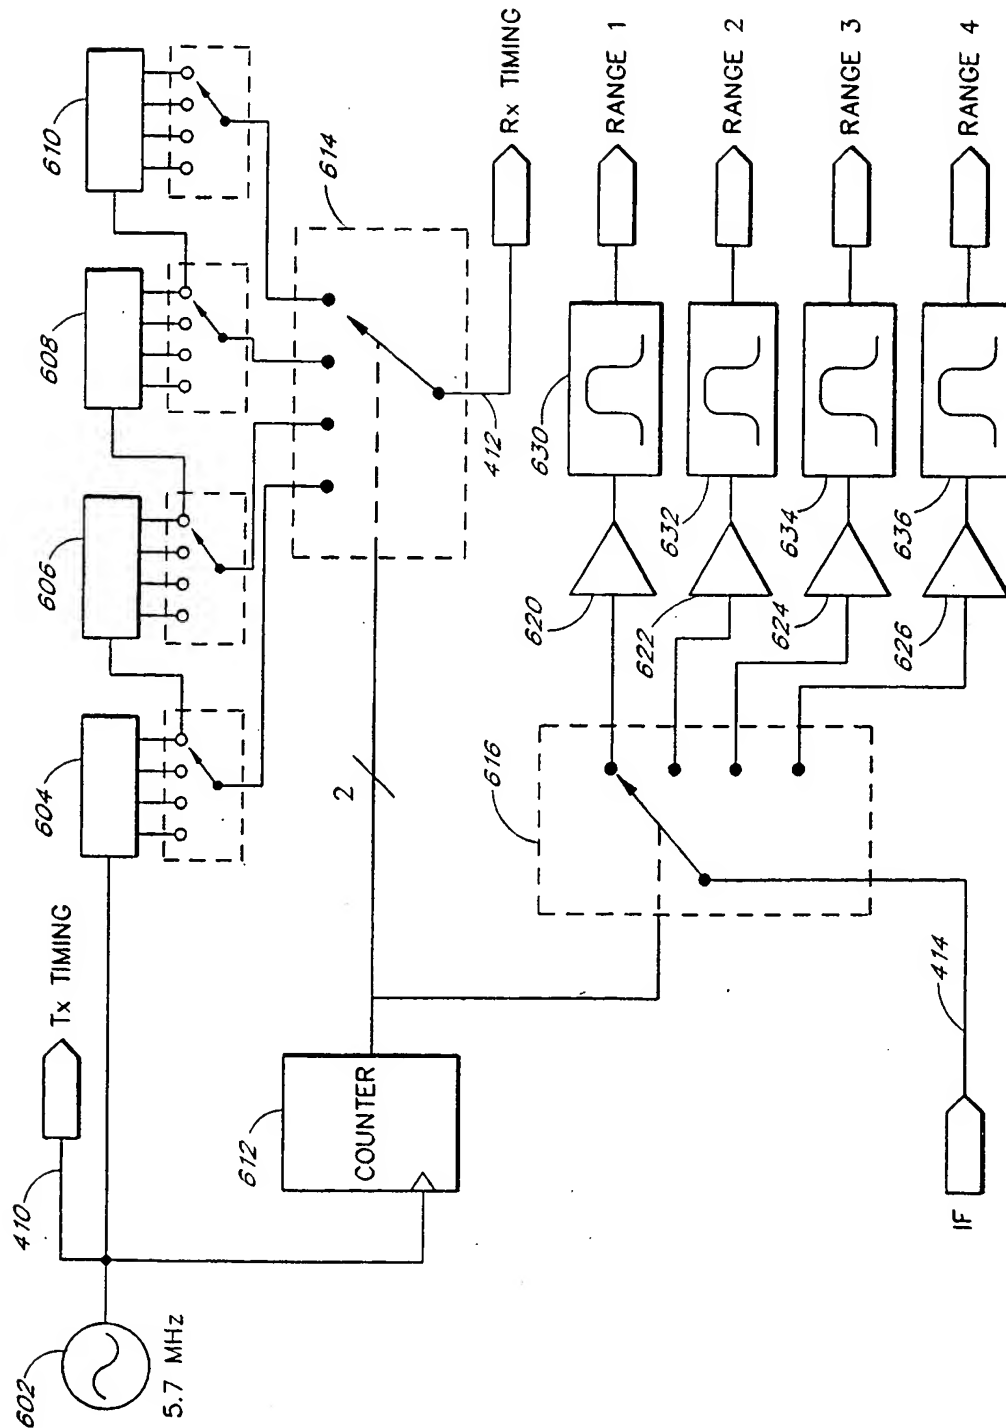 602
5.7 MHz
410
Tx TIMING
604
606
608
610
612
COUNTER
2
614
412
Rx TIMING
IF
414
616
620
630
RANGE 1
622
632
RANGE 2
624
634
RANGE 3
626
636
RANGE 4